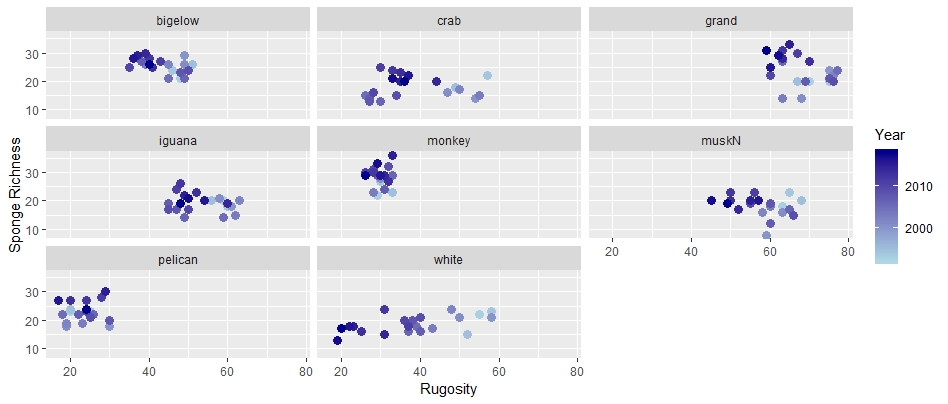 bigelow crab grand
30
20
10
iguana monkey muskN
30
20
10
20 40 60 80
pelican white
30
20
10
20 40 60 80 20 40 60 80
Rugosity
Sponge Richness
Year
2010
2000